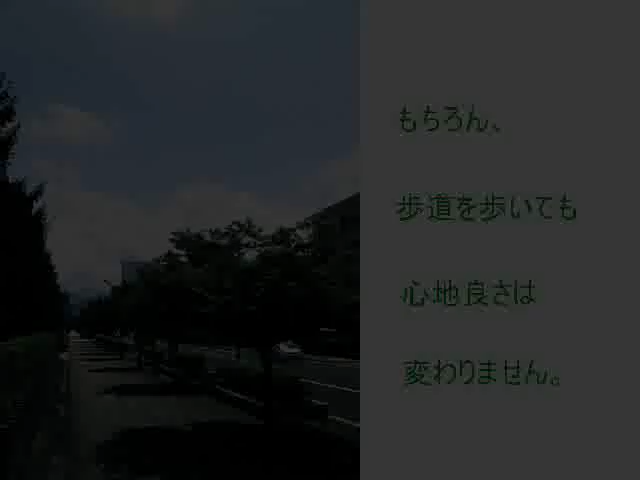 もちろん、
歩道を歩いても
心地良さは
変わりません。